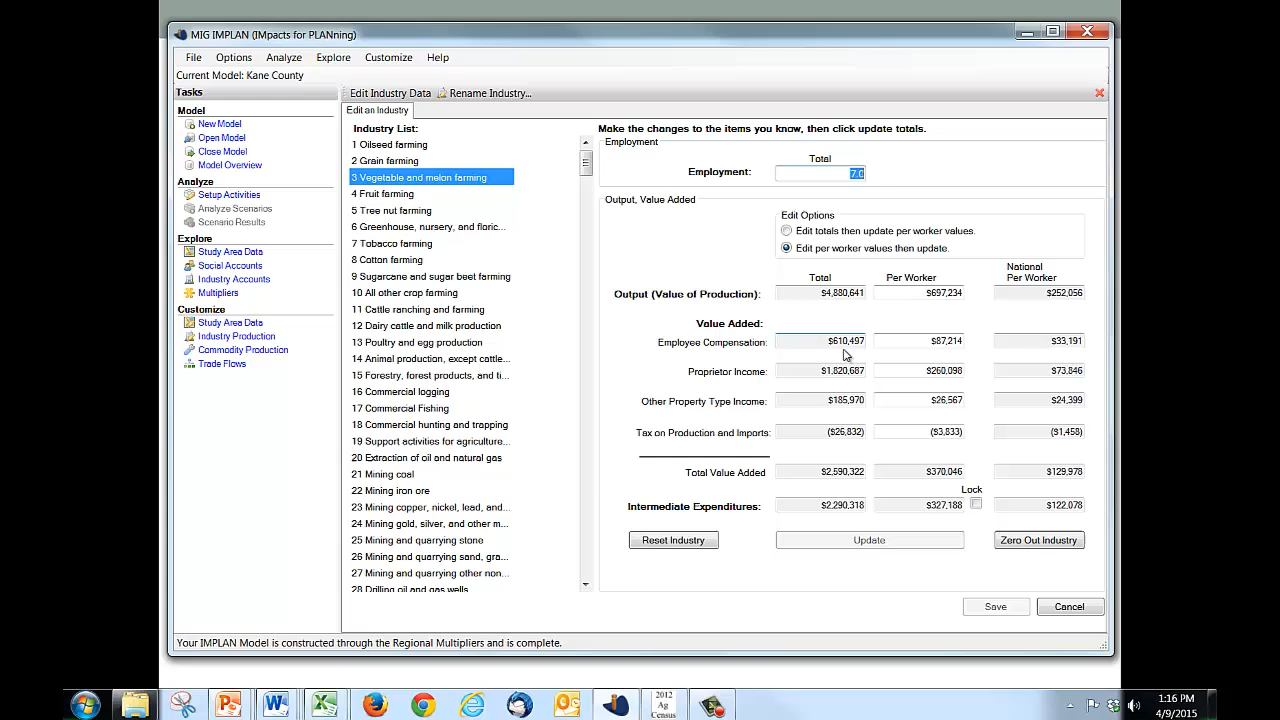 MIG IMPLAN (IMpacts for PLANning)
File Options Analyze Explore Customize Help
Current Model: Kane County
Tasks
Model
New Model
Open Model
Close Model
Model Overview
Analyze
Setup Activities
Analyze Scenarios
Scenario Results
Explore
Study Area Data
Social Accounts
Industry Accounts
Multipliers
Customize
Study Area Data
Industry Production
Commodity Production
Trade Flows
Edit Industry Data Rename Industry...
Edit an Industry
Industry List:
1 Oilseed farming
2 Grain farming
3 Vegetable and melon farming
4 Fruit farming
5 Tree nut farming
6 Greenhouse, nursery, and floric...
7 Tobacco farming
8 Cotton farming
9 Sugarcane and sugar beet farming
10 All other crop farming
11 Cattle ranching and farming
12 Dairy cattle and milk production
13 Poultry and egg production
14 Animal production, except cattle...
15 Forestry, forest products, and ti...
16 Commercial logging
17 Commercial Fishing
18 Commercial hunting and trapping
19 Support activities for agriculture...
20 Extraction of oil and natural gas
21 Mining coal
22 Mining iron ore
23 Mining copper, nickel, lead, and...
24 Mining gold, silver, and other m...
25 Mining and quarrying stone
26 Mining and quarrying sand, gra...
27 Mining and quarrying other non...
28 Drilling oil and gas wells
Make the changes to the items you know, then click update totals.
Employment
Total
Employment: 7.0
Output, Value Added
Edit Options
Edit totals then update per worker values.
Edit per worker values then update.
Total Per Worker National Per Worker
Output (Value of Production): $4,880,641 $697,234 $252,056
Value Added:
Employee Compensation: $610,497 $87,214 $33,191
Proprietor Income: $1,820,687 $260,098 $73,846
Other Property Type Income: $185,970 $26,567 $24,399
Tax on Production and Imports: ($26,832) ($3,833) ($1,458)
Total Value Added $2,590,322 $370,046 $129,978
Lock
Intermediate Expenditures: $2,290,318 $327,188 $122,078
Reset Industry Update Zero Out Industry
Save Cancel
Your IMPLAN Model is constructed through the Regional Multipliers and is complete.
2012
Ag
Census
1:16 PM
4/9/2015